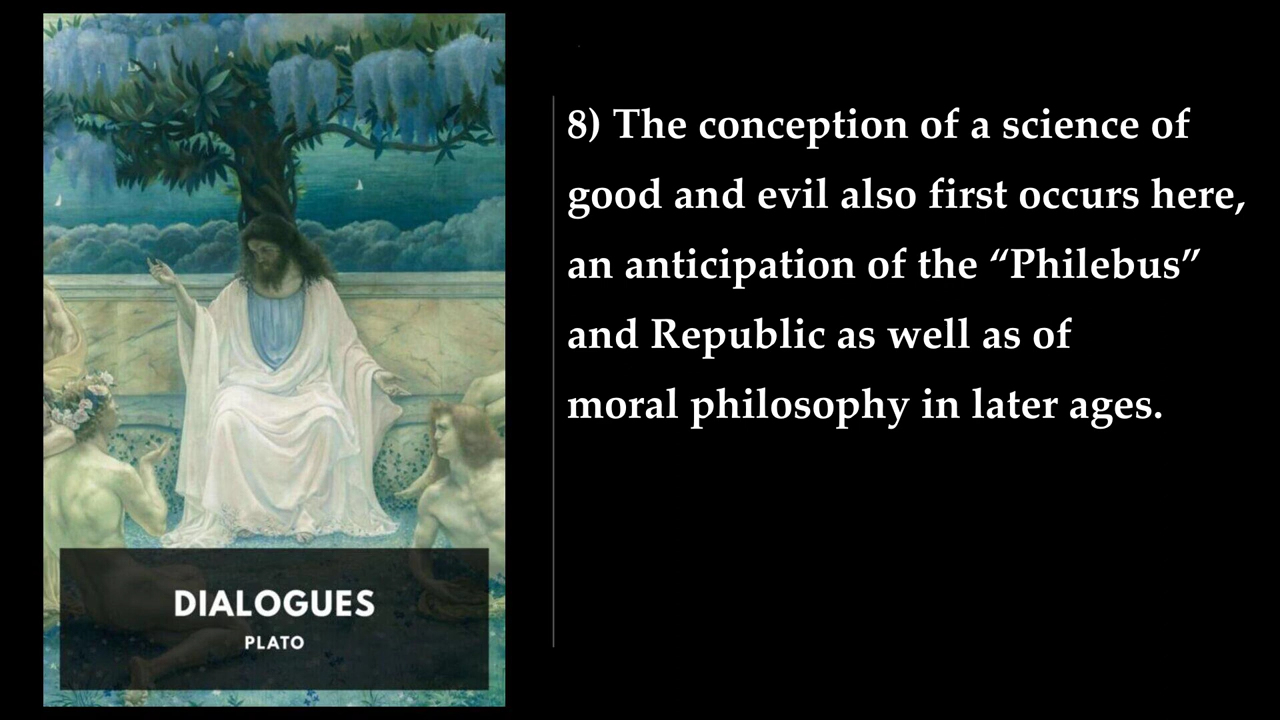 8) The conception of a science of
good and evil also first occurs here,
an anticipation of the “Philebus”
and Republic as well as of
moral philosophy in later ages.
DIALOGUES
PLATO